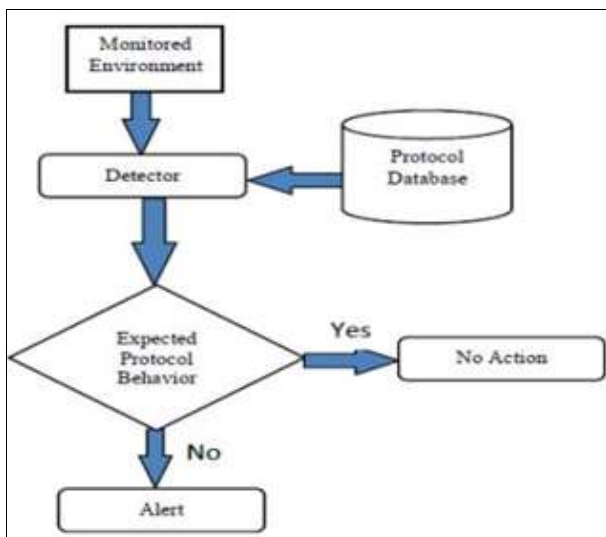 Monitored
Environment
Detector
Protocol
Database
Expected
Protocol
Behavior
Yes
No Action
No
Alert